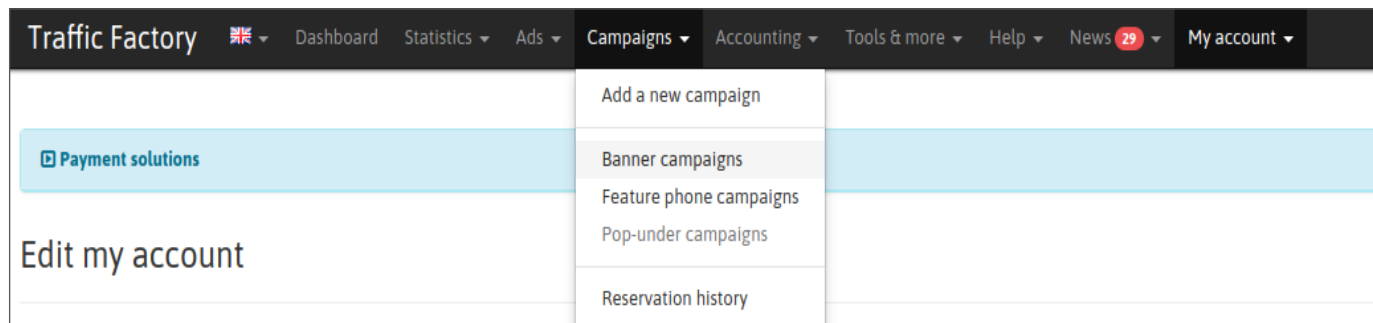 Traffic Factory Dashboard Statistics Ads Campaigns Accounting Tools & more Help News 29 My account
Add a new campaign
Payment solutions
Banner campaigns
Feature phone campaigns
Pop-under campaigns
Edit my account
Reservation history